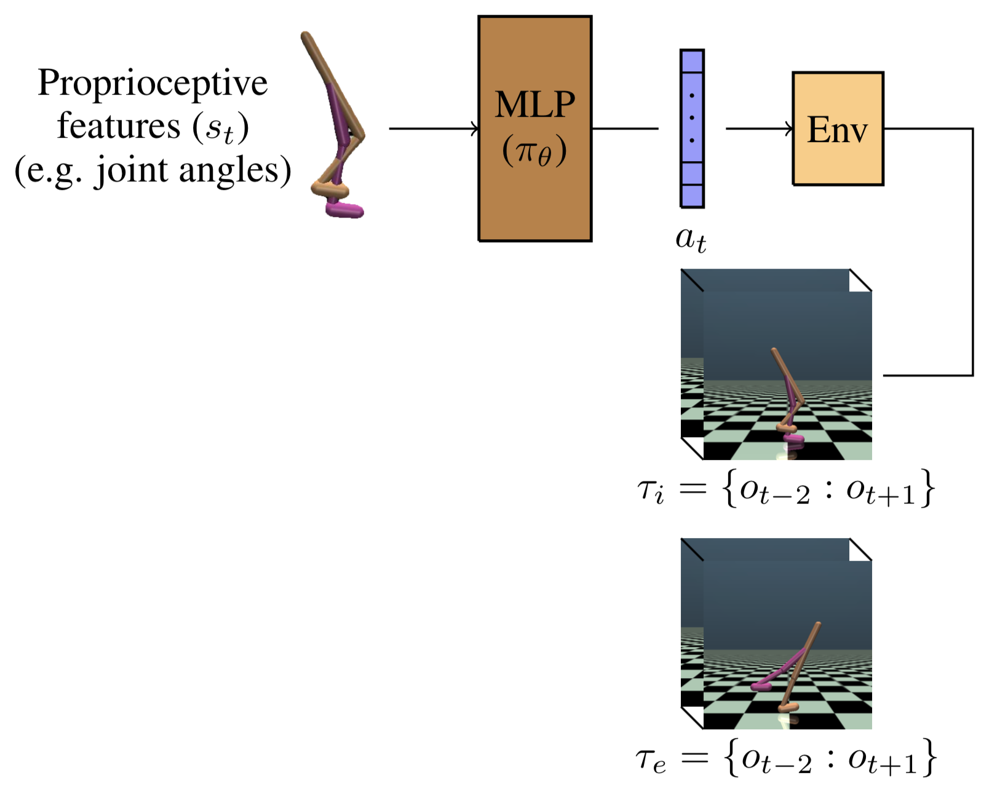 Proprioceptive
features (s_t)
(e.g. joint angles)
MLP
(π_θ)
a_t
Env
τ_i = {o_{t−2} : o_{t+1}}
τ_e = {o_{t−2} : o_{t+1}}